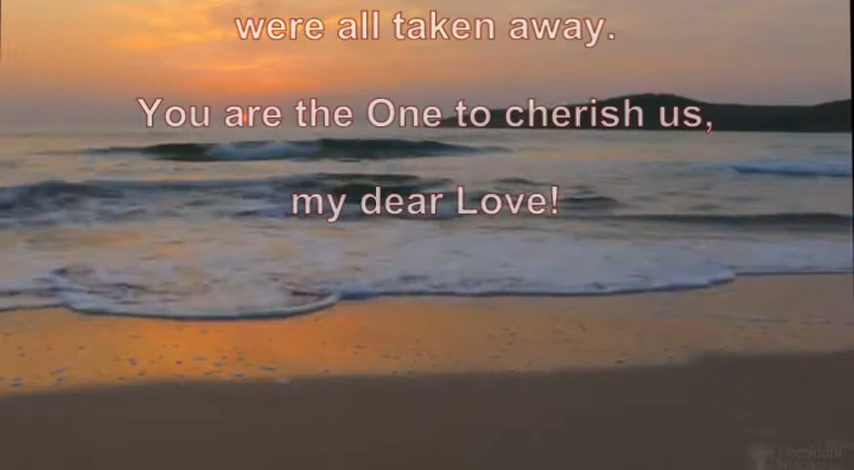 were all taken away.
You are the One to cherish us,
my dear Love!